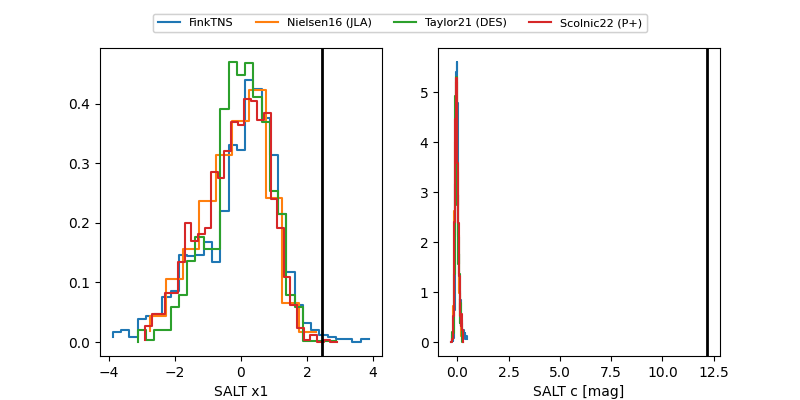 FinkTNS Nielsen16 (JLA) Taylor21 (DES) Scolnic22 (P+)
0.4
0.3
0.2
0.1
0.0
−4 −2 0 2 4
SALT x1
5
4
3
2
1
0
0.0 2.5 5.0 7.5 10.0 12.5
SALT c [mag]